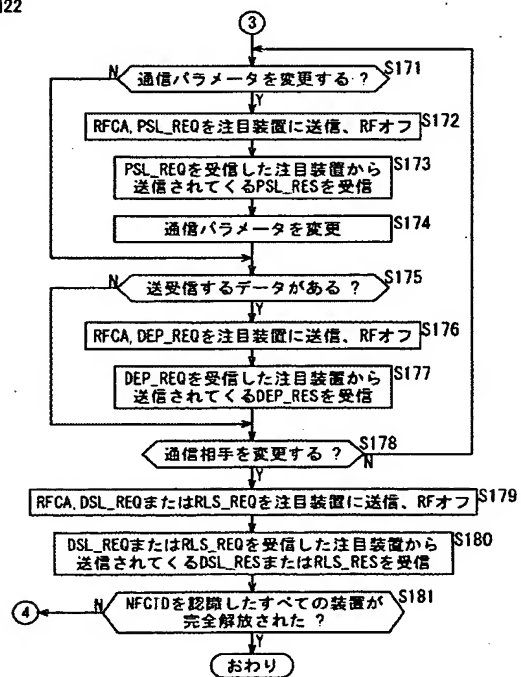 122
3
N
通信パラメータを変更する ?
S171
Y
RFCA,PSL_REQを注目装置に送信、RFオフ
S172
PSL_REQを受信した注目装置から
送信されてくるPSL_RESを受信
S173
通信パラメータを変更
S174
N
送受信するデータがある ?
S175
Y
RFCA,DEP_REQを注目装置に送信、RFオフ
S176
DEP_REQを受信した注目装置から
送信されてくるDEP_RESを受信
S177
通信相手を変更する ?
S178
N
Y
RFCA,DSL_REQまたはRLS_REQを注目装置に送信、RFオフ
S179
DSL_REQまたはRLS_REQを受信した注目装置から
送信されてくるDSL_RESまたはRLS_RESを受信
S180
4
N
NFCIDを認識したすべての装置が
完全解放された ?
S181
Y
おわり